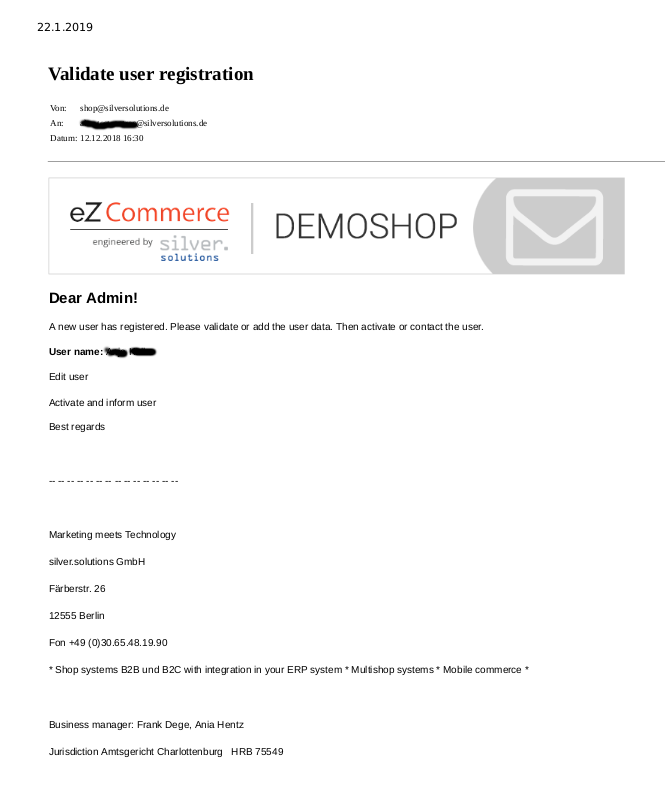 22.1.2019
Validate user registration
Von: shop@silversolutions.de
An: @silversolutions.de
Datum: 12.12.2018 16:30
eZ Commerce
engineered by silver.
solutions
DEMOSHOP
Dear Admin!
A new user has registered. Please validate or add the user data. Then activate or contact the user.
User name:
Edit user
Activate and inform user
Best regards
-- -- -- -- -- -- -- -- -- -- -- -- -- --
Marketing meets Technology
silver.solutions GmbH
Färberstr. 26
12555 Berlin
Fon +49 (0)30.65.48.19.90
* Shop systems B2B und B2C with integration in your ERP system * Multishop systems * Mobile commerce *
Business manager: Frank Dege, Ania Hentz
Jurisdiction Amtsgericht Charlottenburg   HRB 75549